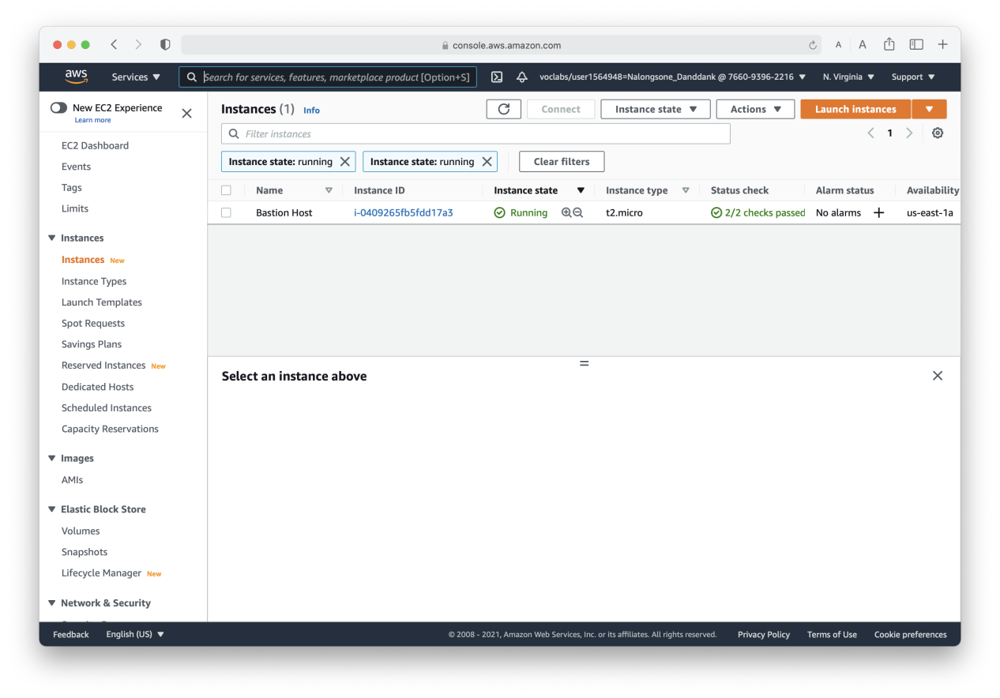 console.aws.amazon.com
A A
aws
Services
Search for services, features, marketplace product [Option+S]
voclabs/user1564948=Nalongsone_Danddank @ 7660-9396-2216
N. Virginia
Support
New EC2 Experience
Learn more
EC2 Dashboard
Events
Tags
Limits
Instances
Instances New
Instance Types
Launch Templates
Spot Requests
Savings Plans
Reserved Instances New
Dedicated Hosts
Scheduled Instances
Capacity Reservations
Images
AMIs
Elastic Block Store
Volumes
Snapshots
Lifecycle Manager New
Network & Security
Instances (1) Info
Connect
Instance state
Actions
Launch instances
Filter instances
1
Instance state: running
Instance state: running
Clear filters
Name Instance ID Instance state Instance type Status check Alarm status Availability
Bastion Host i-0409265fb5fdd17a3 Running t2.micro 2/2 checks passed No alarms us-east-1a
Select an instance above
Feedback English (US) © 2008 - 2021, Amazon Web Services, Inc. or its affiliates. All rights reserved. Privacy Policy Terms of Use Cookie preferences